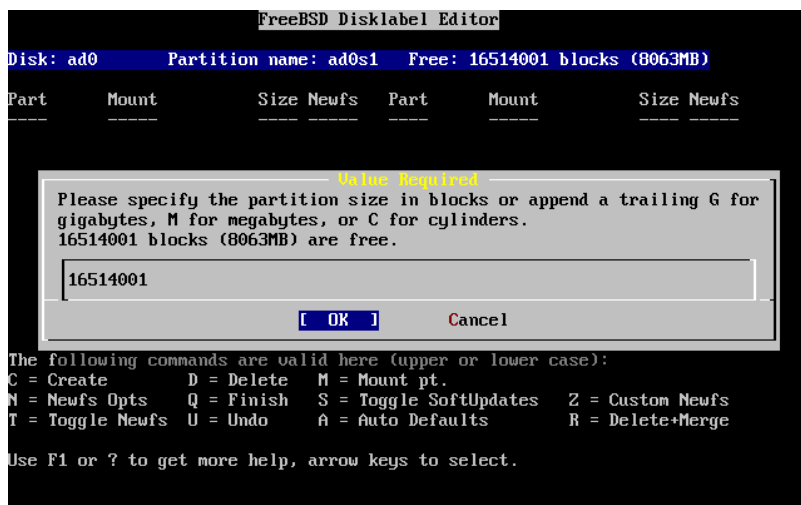 FreeBSD Disklabel Editor
Disk: ad0 Partition name: ad0s1 Free: 16514001 blocks (8063MB)
Part Mount Size Newfs Part Mount Size Newfs
---- ----- ---- ----- ---- ----- ---- -----
Value Required
Please specify the partition size in blocks or append a trailing G for
gigabytes, M for megabytes, or C for cylinders.
16514001 blocks (8063MB) are free.
16514001
[ OK ] Cancel
The following commands are valid here (upper or lower case):
C = Create D = Delete M = Mount pt.
N = Newfs Opts Q = Finish S = Toggle SoftUpdates Z = Custom Newfs
T = Toggle Newfs U = Undo A = Auto Defaults R = Delete+Merge
Use F1 or ? to get more help, arrow keys to select.